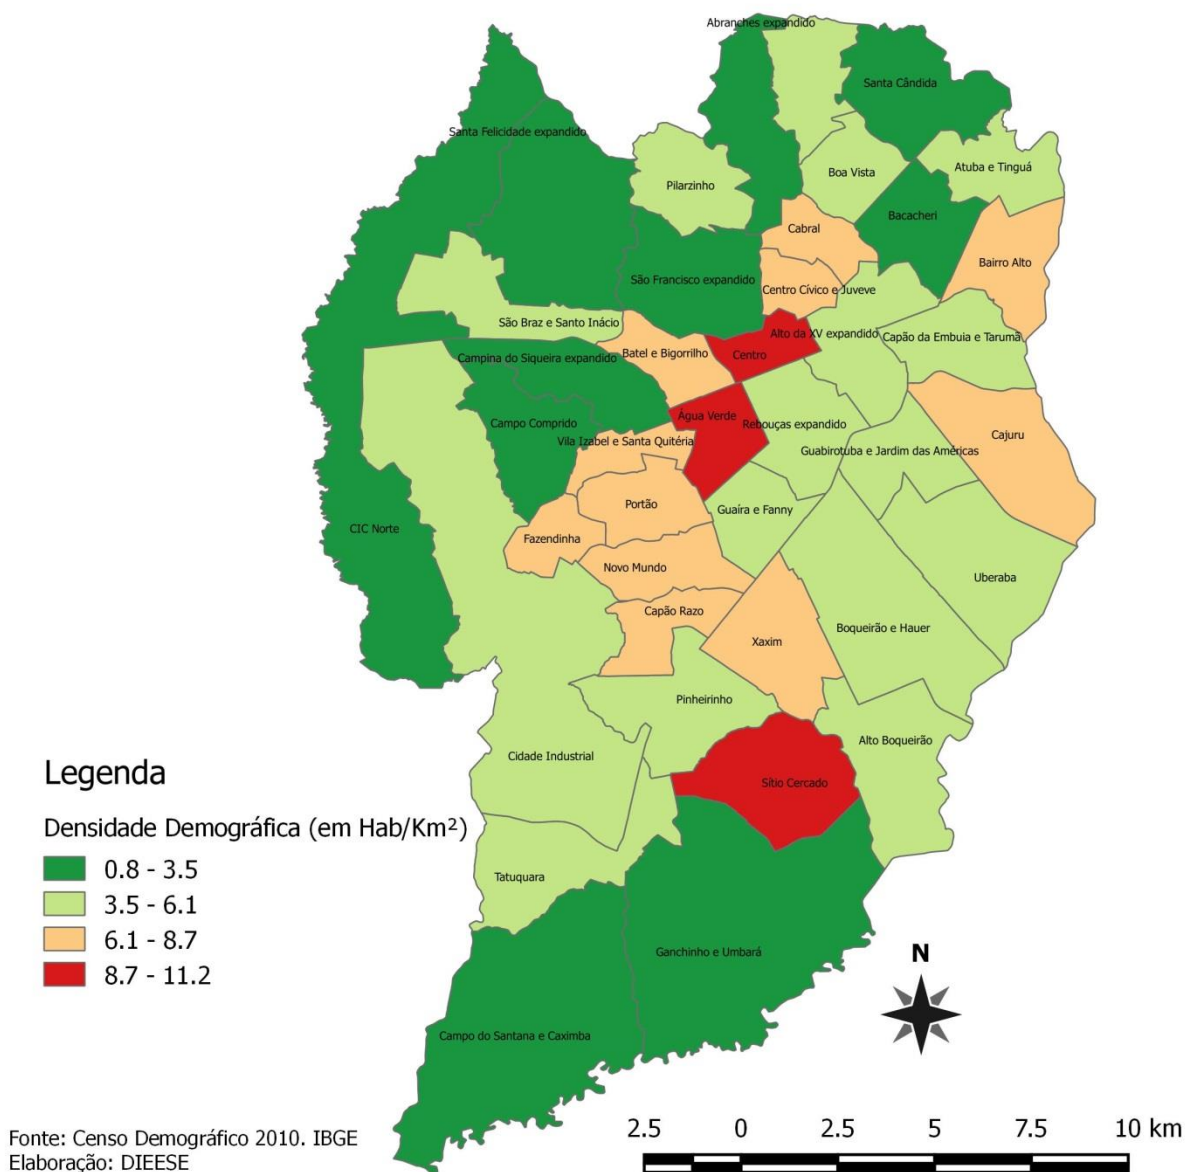 Abranches expandido
Santa Cândida
Santa Felicidade expandido
Pilarzinho
Boa Vista
Atuba e Tinguá
Bacacheri
Cabral
Bairro Alto
São Francisco expandido
Centro Cívico e Juveve
São Braz e Santo Inácio
Alto da XV expandido
Capão da Embuia e Tarumã
Batel e Bigorrilho
Centro
Campina do Siqueira expandido
Campo Comprido
Água Verde
Rebouças expandido
Cajuru
Vila Izabel e Santa Quitéria
Guabirotuba e Jardim das Américas
Portão
Guaíra e Fanny
CIC Norte
Fazendinha
Novo Mundo
Uberaba
Capão Razo
Xaxim
Boqueirão e Hauer
Pinheirinho
Alto Boqueirão
Cidade Industrial
Sítio Cercado
Tatuquara
Ganchinho e Umbará
Campo do Santana e Caximba
Legenda
Densidade Demográfica (em Hab/Km²)
0.8 - 3.5
3.5 - 6.1
6.1 - 8.7
8.7 - 11.2
N
Fonte: Censo Demográfico 2010. IBGE
Elaboração: DIEESE
2.5 0 2.5 5 7.5 10 km